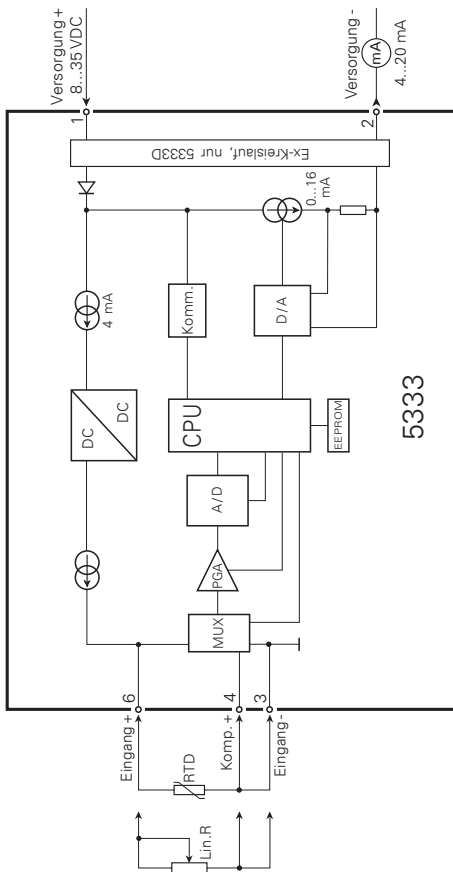 Versorgung +
8...35 VDC
Versorgung -
mA
4...20 mA
1
2
Ex-Kreislauf, nur 5333D
4 mA
0...16
mA
DC
DC
Komm.
D/A
CPU
EEPROM
A/D
PGA
MUX
5333
6
4
3
Eingang +
Komp. +
Eingang -
RTD
Lin.R